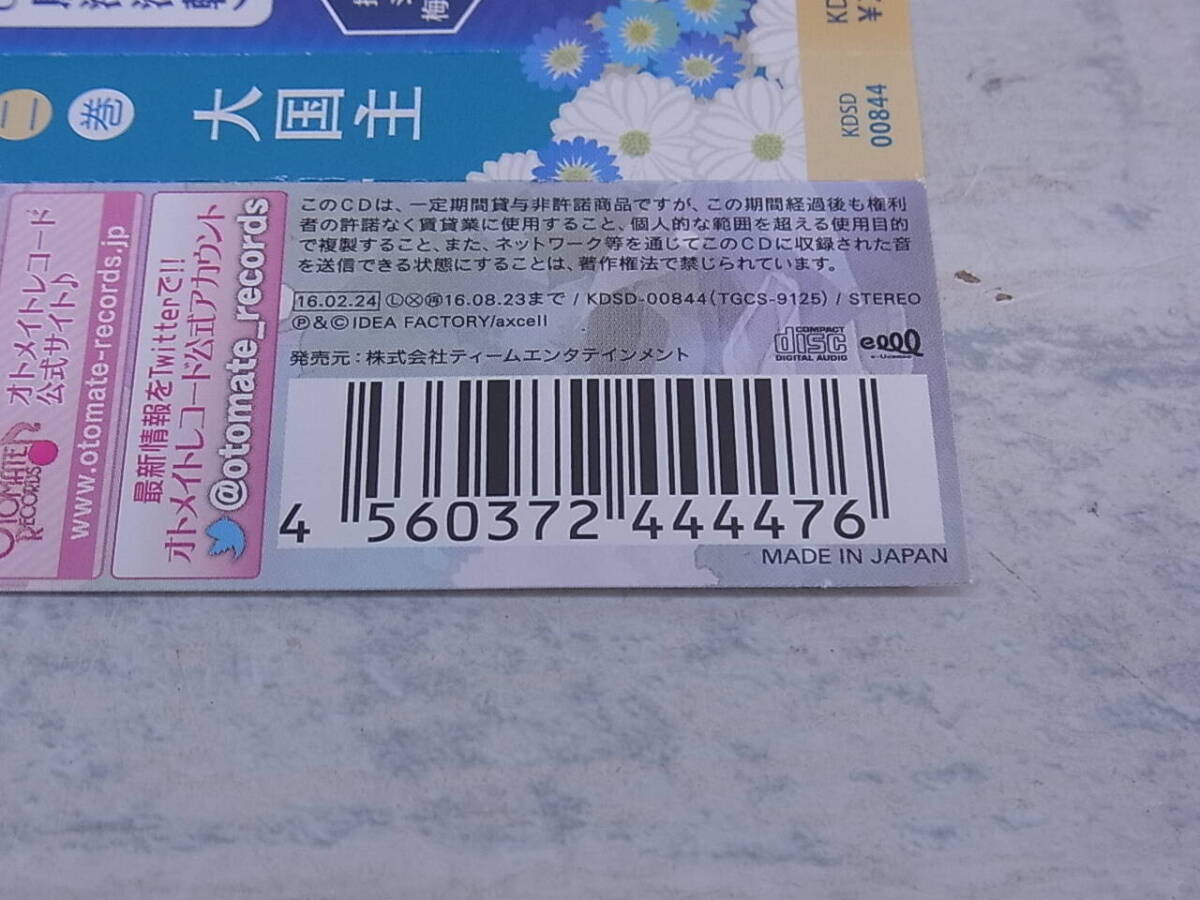 二 巻 大国主
KDSD
00844
オトメイトレコード
公式サイト♪
www.otomate-records.jp
OTOMATE
RECORDS
最新情報をTwitterで!!
オトメイトレコード公式アカウント
@otomate_records
このCDは、一定期間貸与非許諾商品ですが、この期間経過後も権利
者の許諾なく賃貸業に使用すること、個人的な範囲を超える使用目的
で複製すること、また、ネットワーク等を通じてこのCDに収録された音
を送信できる状態にすることは、著作権法で禁じられています。
16.02.24 Ⓛ16.08.23まで / KDSD-00844(TGCS-9125) / STEREO
Ⓟ&© IDEA FACTORY/axcell
発売元:株式会社ティームエンタテインメント
COMPACT
disc
DIGITAL AUDIO
4 560372 444476
MADE IN JAPAN